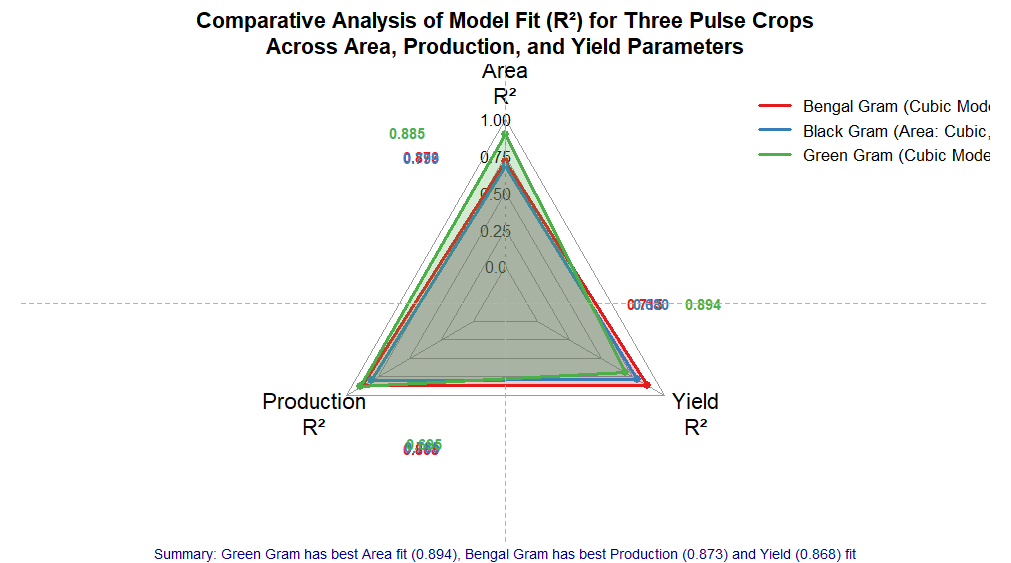 Comparative Analysis of Model Fit (R²) for Three Pulse Crops
Across Area, Production, and Yield Parameters
Area
R²
Bengal Gram (Cubic Mode
Black Gram (Area: Cubic,
Green Gram (Cubic Mode
1.00
0.885
0.75
0.50
0.25
0.0
0.715
0.894
Production
R²
Yield
R²
Summary: Green Gram has best Area fit (0.894), Bengal Gram has best Production (0.873) and Yield (0.868) fit